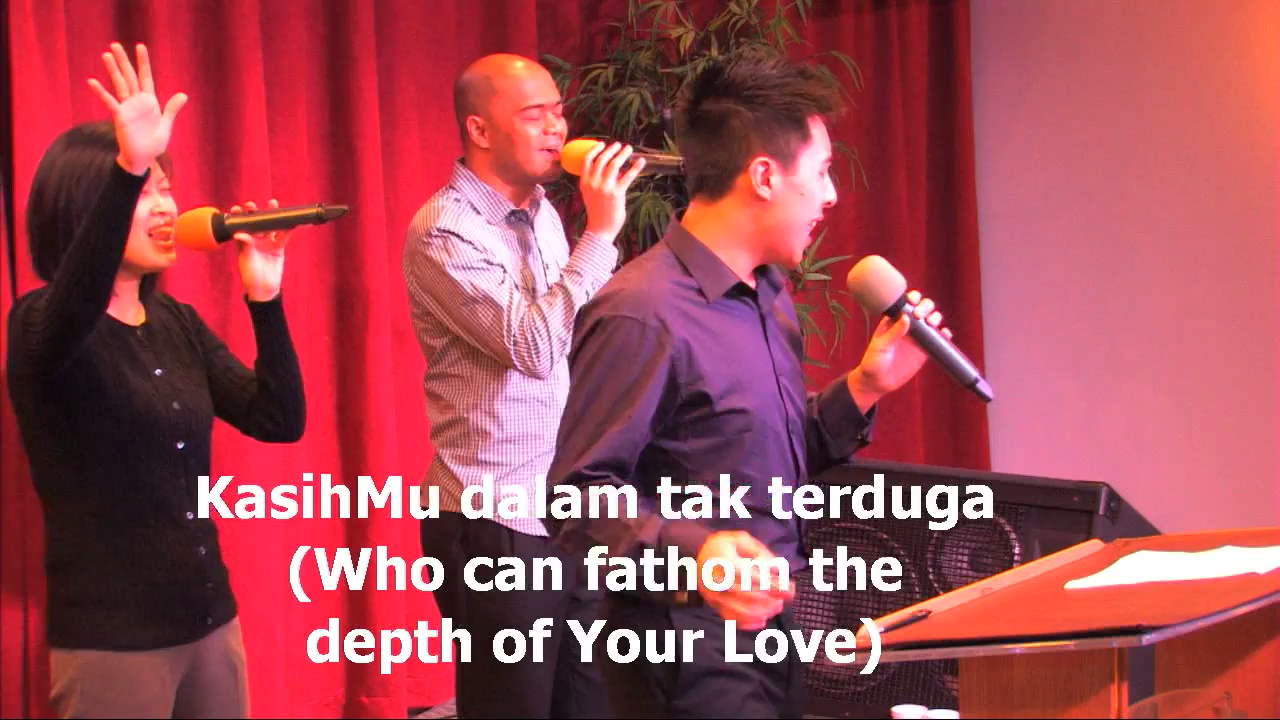 KasihMu dalam tak terduga
(Who can fathom the
depth of Your Love)